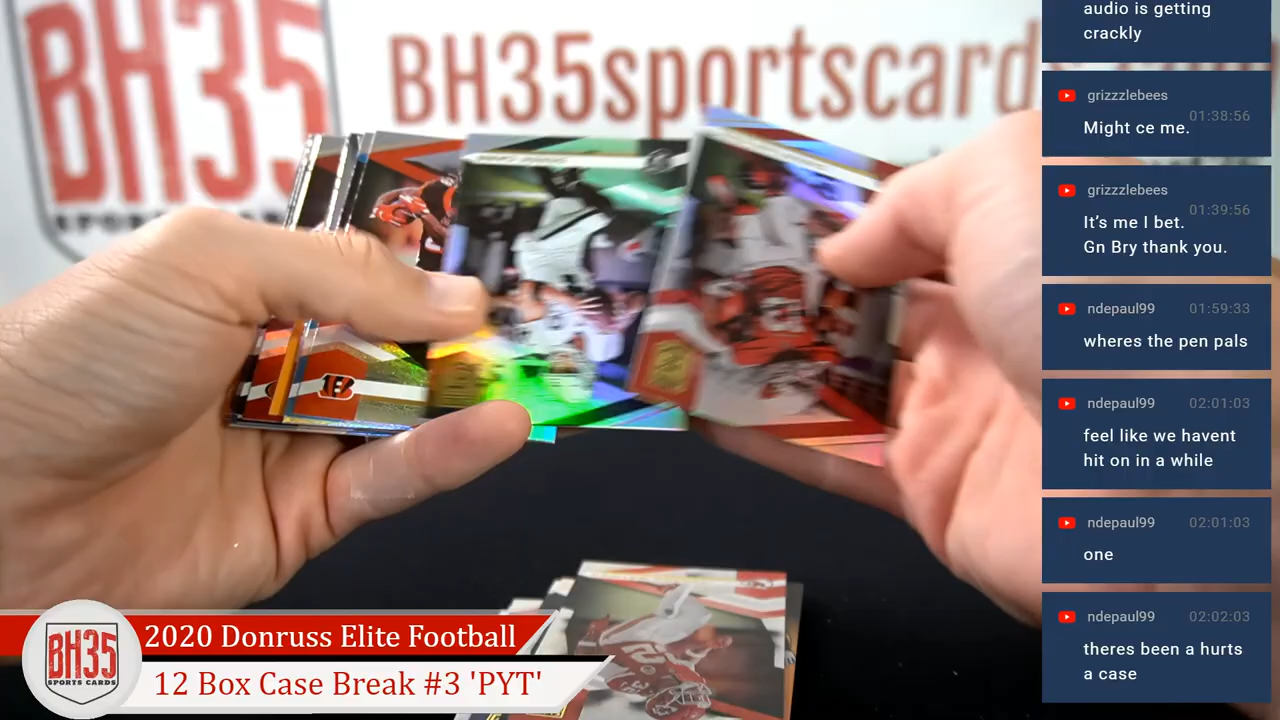 BH35
SPORTS CARDS
BH35sportscards
audio is getting
crackly
grizzzlebees
01:38:56
Might ce me.
grizzzlebees
01:39:56
It's me I bet.
Gn Bry thank you.
ndepaul99 01:59:33
wheres the pen pals
ndepaul99 02:01:03
feel like we havent
hit on in a while
ndepaul99 02:01:03
one
ndepaul99 02:02:03
theres been a hurts
a case
BH35
SPORTS CARDS
2020 Donruss Elite Football
12 Box Case Break #3 'PYT'